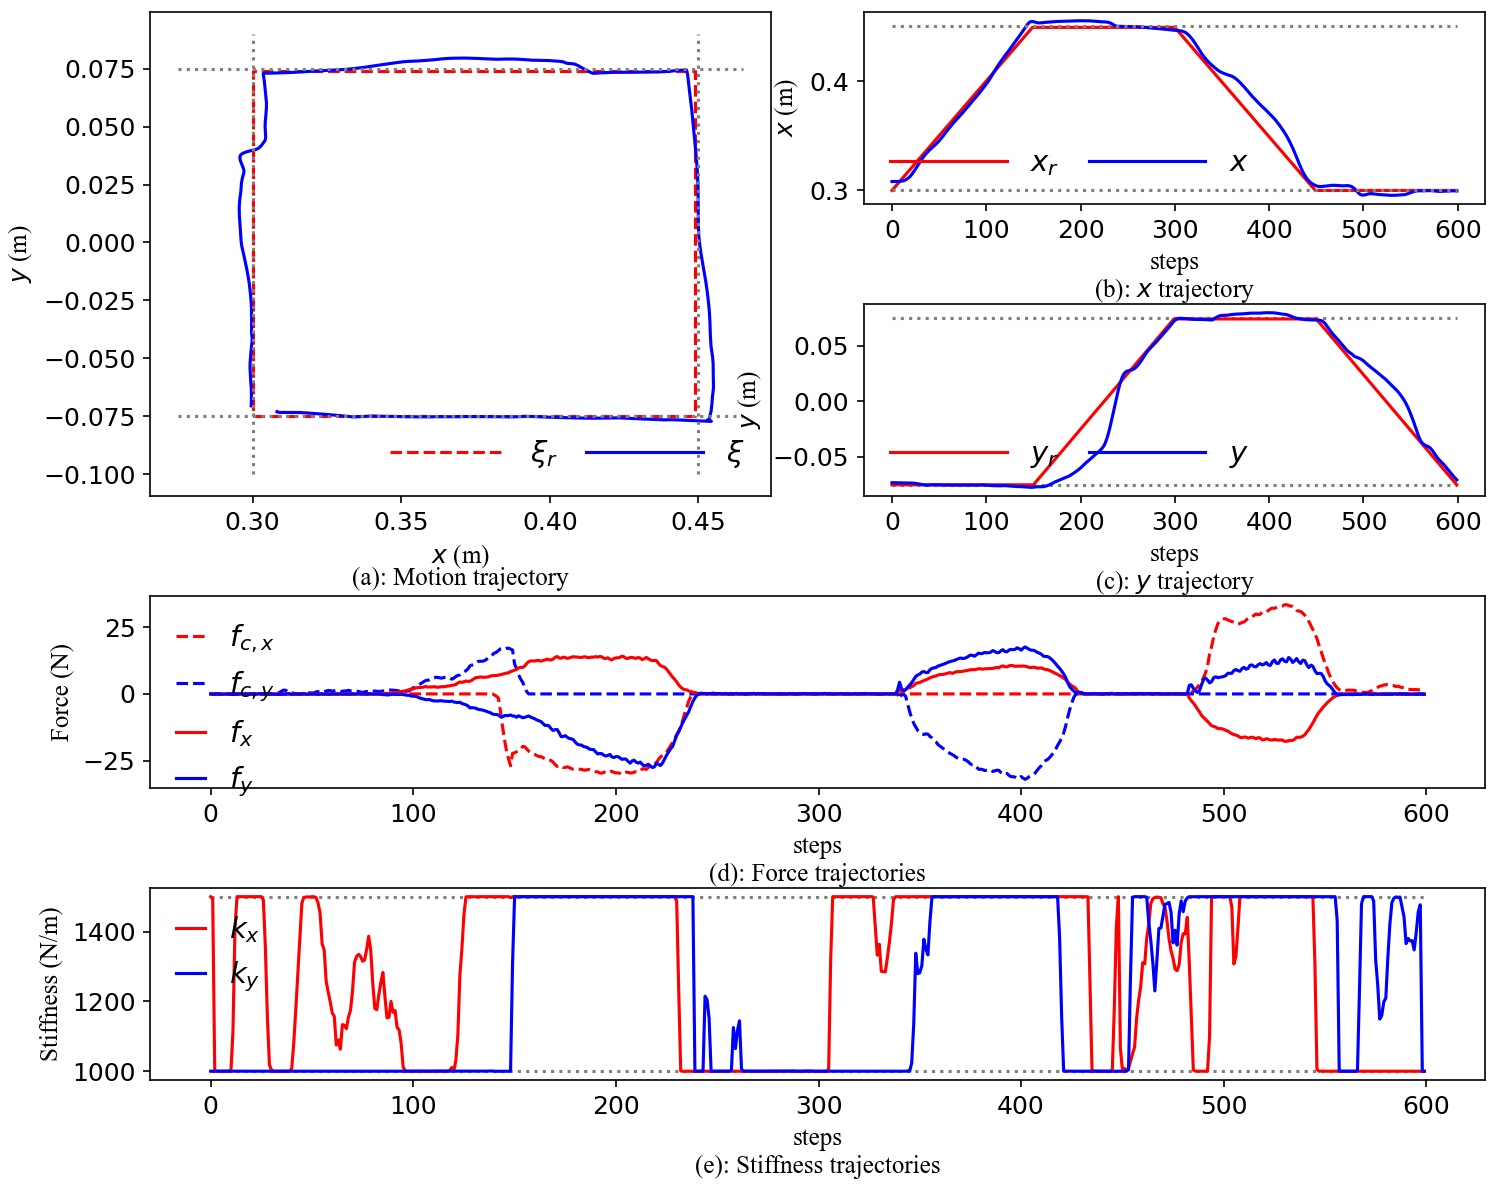 0.075
0.050
0.025
0.000
−0.025
−0.050
−0.075
−0.100
y (m)
ξr ξ
0.30 0.35 0.40 0.45
x (m)
(a): Motion trajectory
0.4
0.3
x (m)
xr x
0 100 200 300 400 500 600
steps
(b): x trajectory
0.05
0.00
−0.05
y (m)
yr y
0 100 200 300 400 500 600
steps
(c): y trajectory
25
0
−25
Force (N)
fc,x
fc,y
fx
fy
0 100 200 300 400 500 600
steps
(d): Force trajectories
1400
1200
1000
Stiffness (N/m)
kx
ky
0 100 200 300 400 500 600
steps
(e): Stiffness trajectories